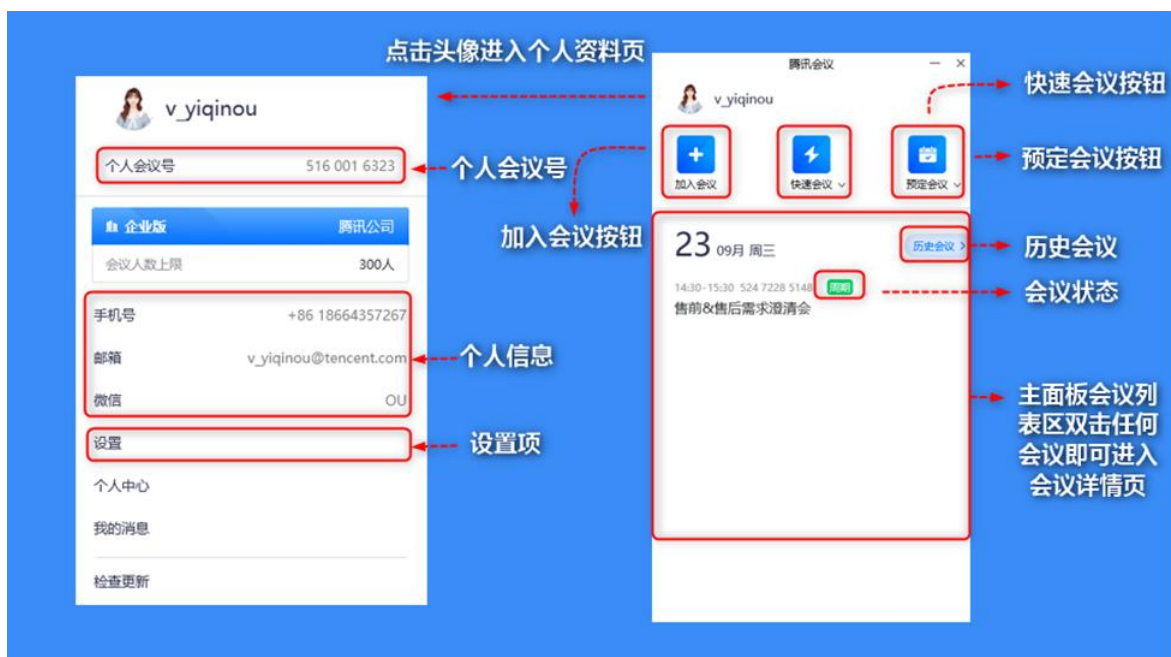 点击头像进入个人资料页
v_yiqinou
个人会议号 516 001 6323
个人会议号
企业版 腾讯公司
会议人数上限 300人
手机号 +86 18664357267
邮箱 v_yiqinou@tencent.com
微信 OU
个人信息
设置
设置项
个人中心
我的消息
检查更新
腾讯会议
v_yiqinou
加入会议
快速会议
预定会议
加入会议按钮
快速会议按钮
预定会议按钮
23 09月 周三
历史会议
历史会议
14:30-15:30 524 7228 5148 周期
会议状态
售前&售后需求澄清会
主面板会议列
表区双击任何
会议即可进入
会议详情页